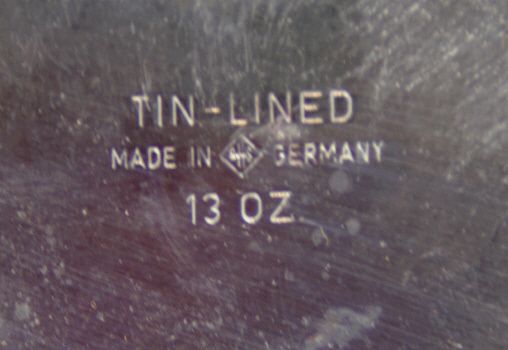 TIN-LINED
MADE IN GERMANY
13 OZ